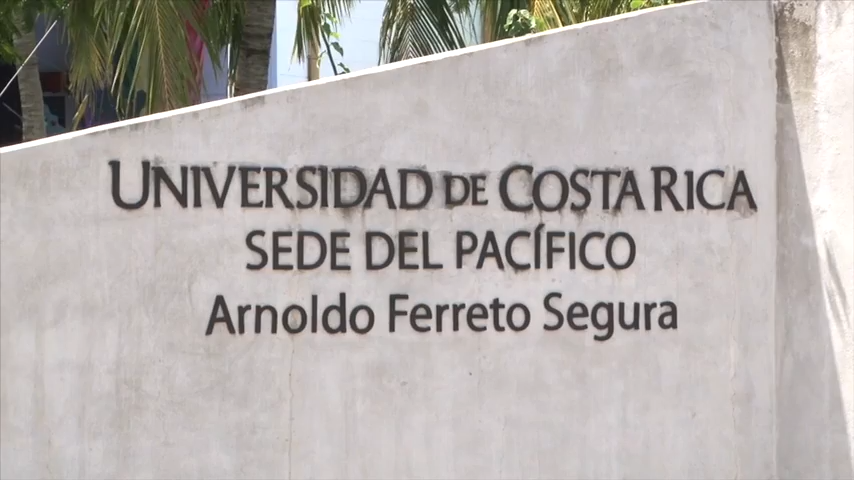 UNIVERSIDAD DE COSTA RICA
SEDE DEL PACÍFICO
Arnoldo Ferreto Segura